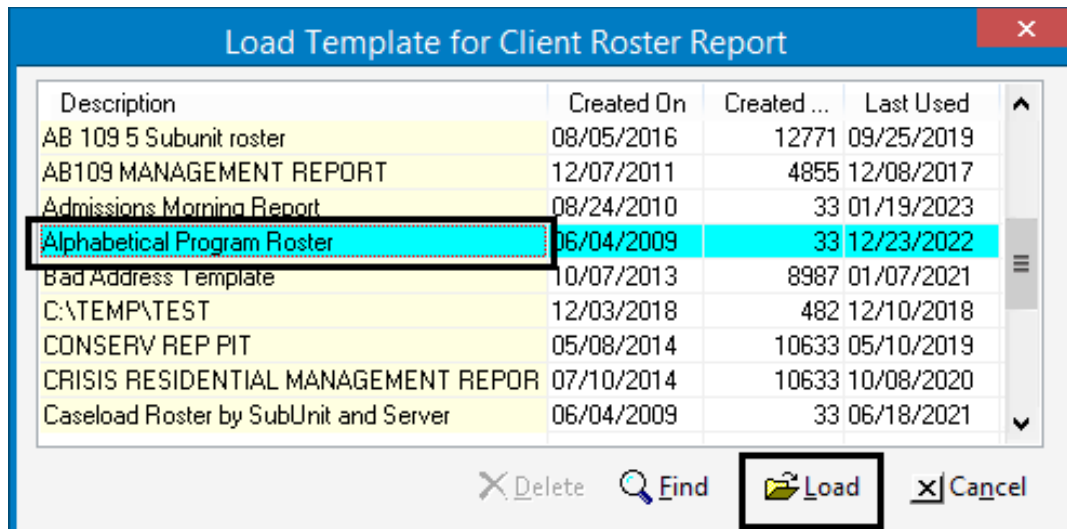 Load Template for Client Roster Report
Description Created On Created ... Last Used
AB 109 5 Subunit roster 08/05/2016 12771 09/25/2019
AB109 MANAGEMENT REPORT 12/07/2011 4855 12/08/2017
Admissions Morning Report 08/24/2010 33 01/19/2023
Alphabetical Program Roster 06/04/2009 33 12/23/2022
Bad Address Template 10/07/2013 8987 01/07/2021
C:\TEMP\TEST 12/03/2018 482 12/10/2018
CONSERV REP PIT 05/08/2014 10633 05/10/2019
CRISIS RESIDENTIAL MANAGEMENT REPOR 07/10/2014 10633 10/08/2020
Caseload Roster by SubUnit and Server 06/04/2009 33 06/18/2021
Delete Find Load Cancel